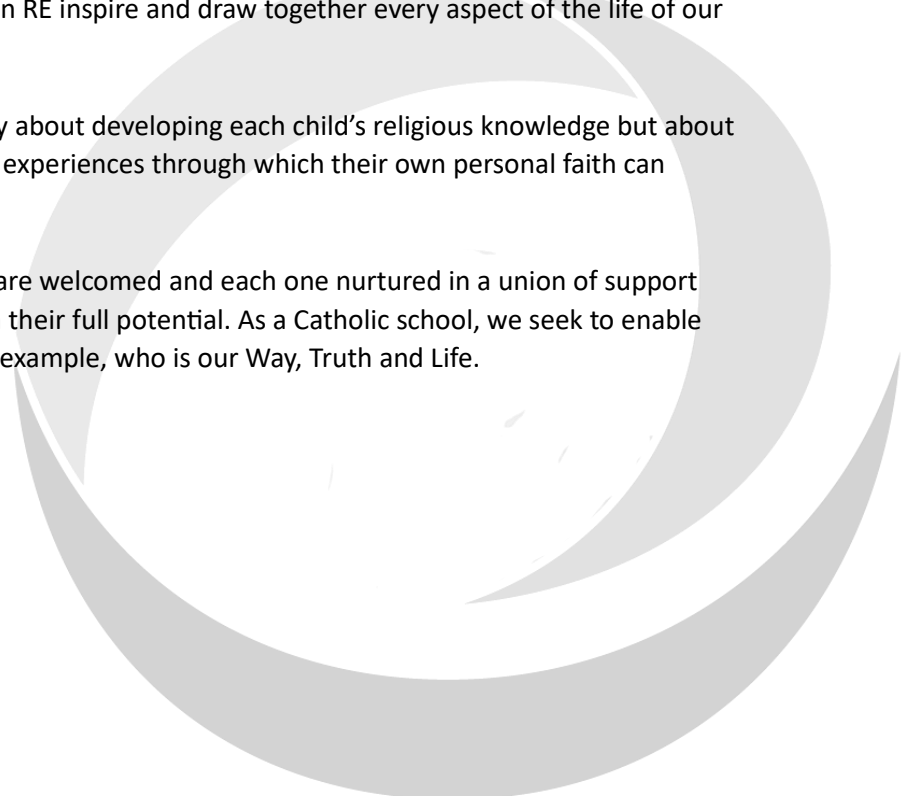 n RE inspire and draw together every aspect of the life of our
y about developing each child’s religious knowledge but about
experiences through which their own personal faith can
are welcomed and each one nurtured in a union of support
their full potential. As a Catholic school, we seek to enable
example, who is our Way, Truth and Life.